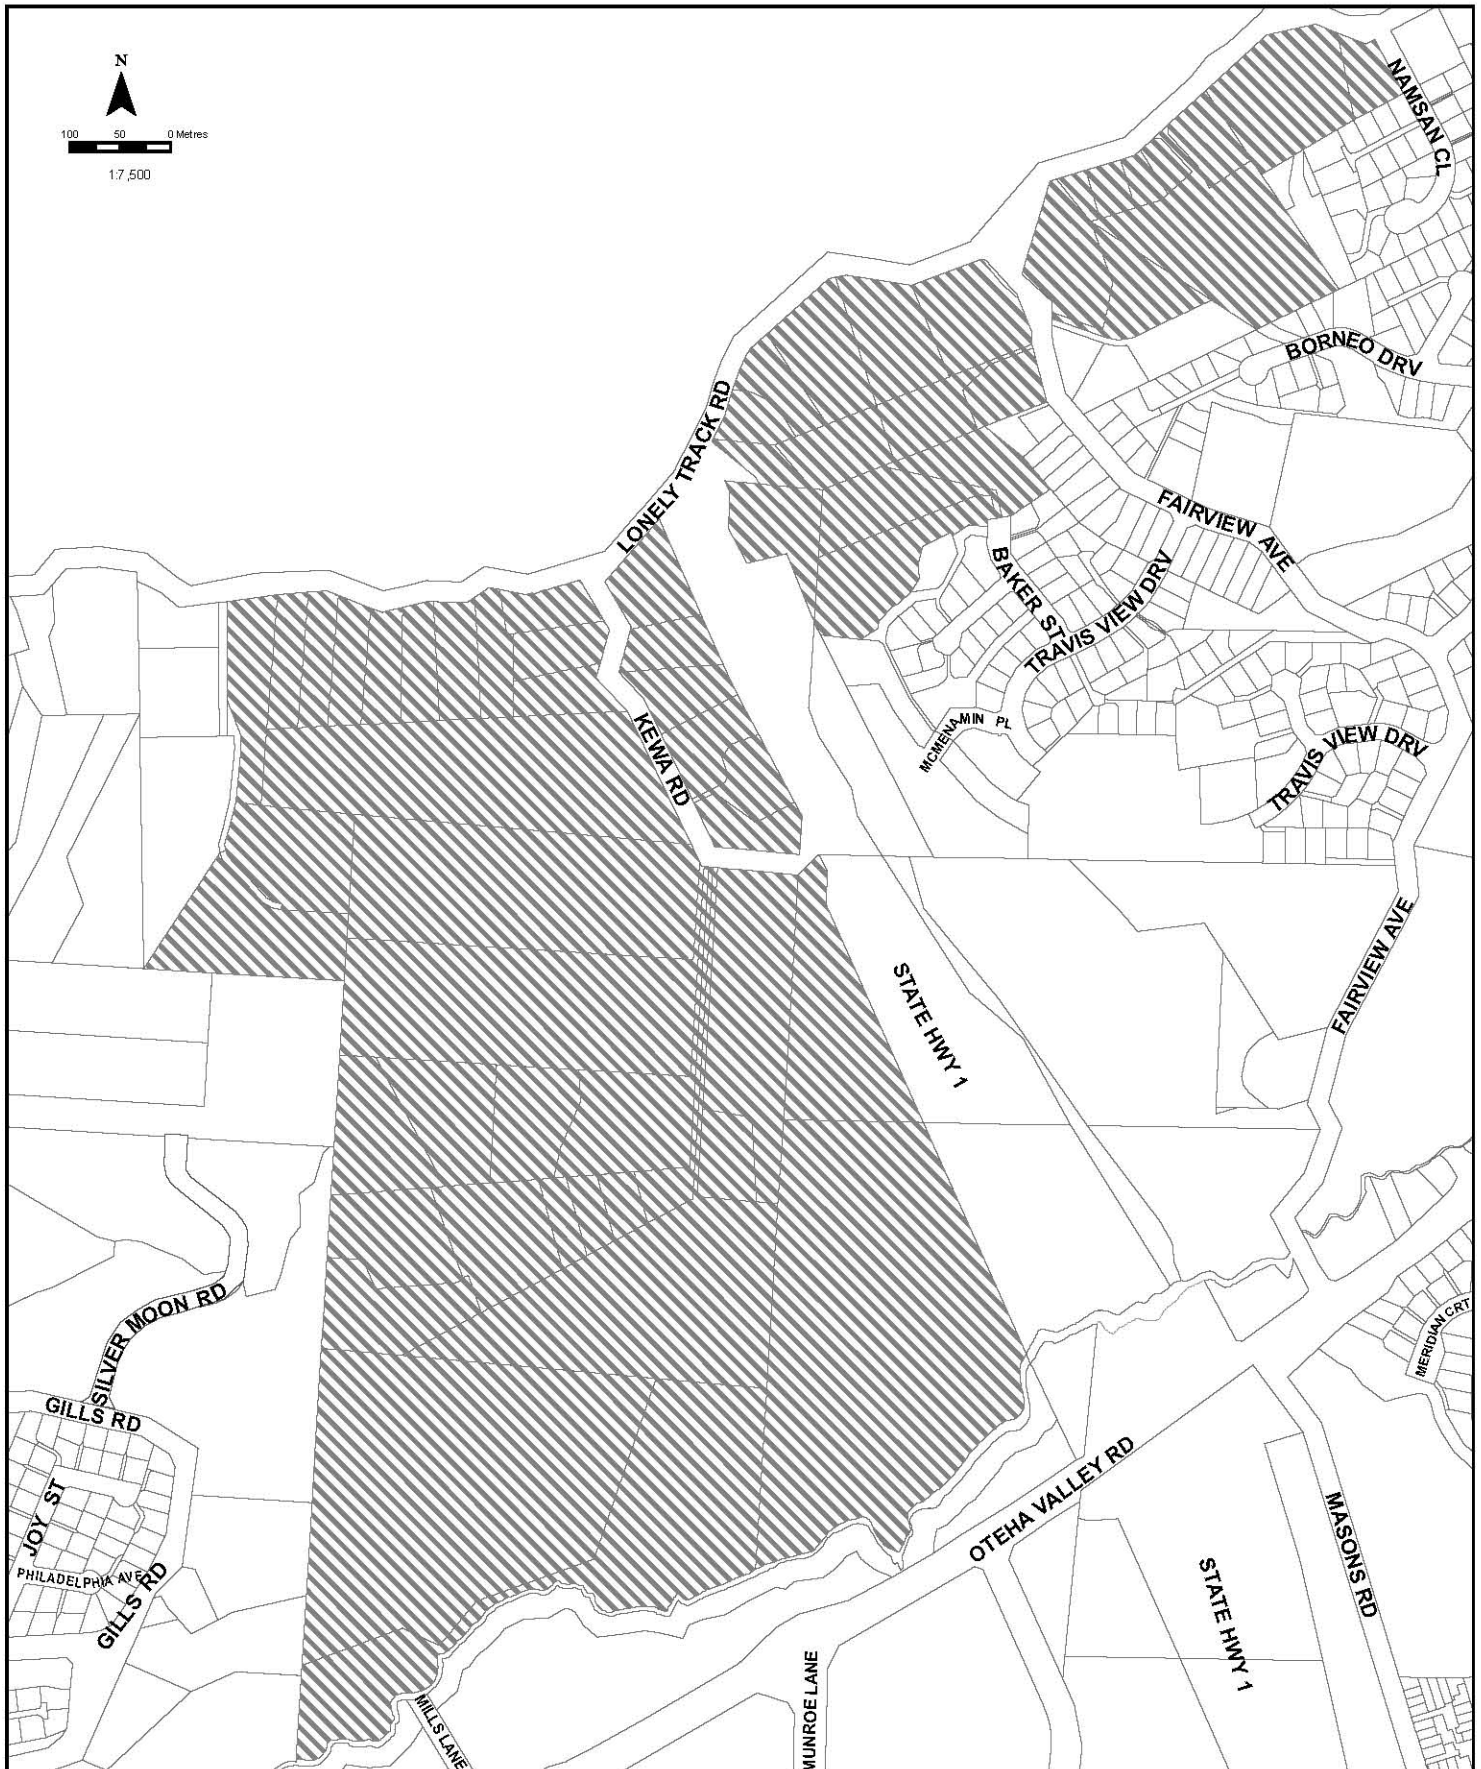 N
100 50 0 Metres
1:7,500
NAMSAN CL
BORNEO DRV
LONELY TRACK RD
FAIRVIEW AVE
BAKER ST
TRAVIS VIEW DRV
KEWA RD
MCMENAMIN PL
TRAVIS VIEW DRV
FAIRVIEW AVE
STATE HWY 1
SILVER MOON RD
MERIDIAN CRT
GILLS RD
JOY ST
OTEHA VALLEY RD
MASONS RD
PHILADELPHIA AVE
GILLS RD
STATE HWY 1
MUNROE LANE
MILLS LANE